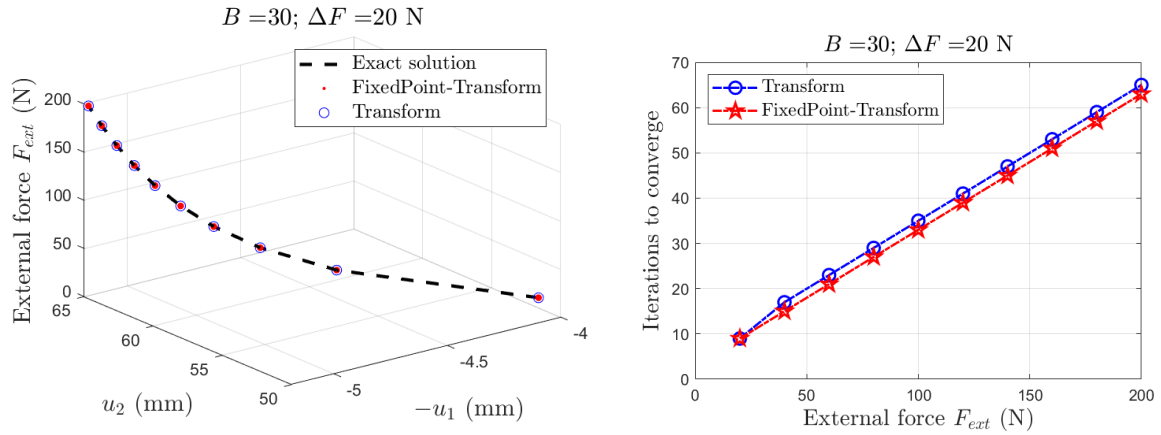 B =30; ΔF =20 N
Exact solution
FixedPoint-Transform
Transform
External force F_ext (N)
200
150
100
50
0
65
60
55
50
-5
-4.5
-4
u_2 (mm)
−u_1 (mm)
B =30; ΔF =20 N
Transform
FixedPoint-Transform
Iterations to converge
70
60
50
40
30
20
10
0
0
50
100
150
200
External force F_ext (N)